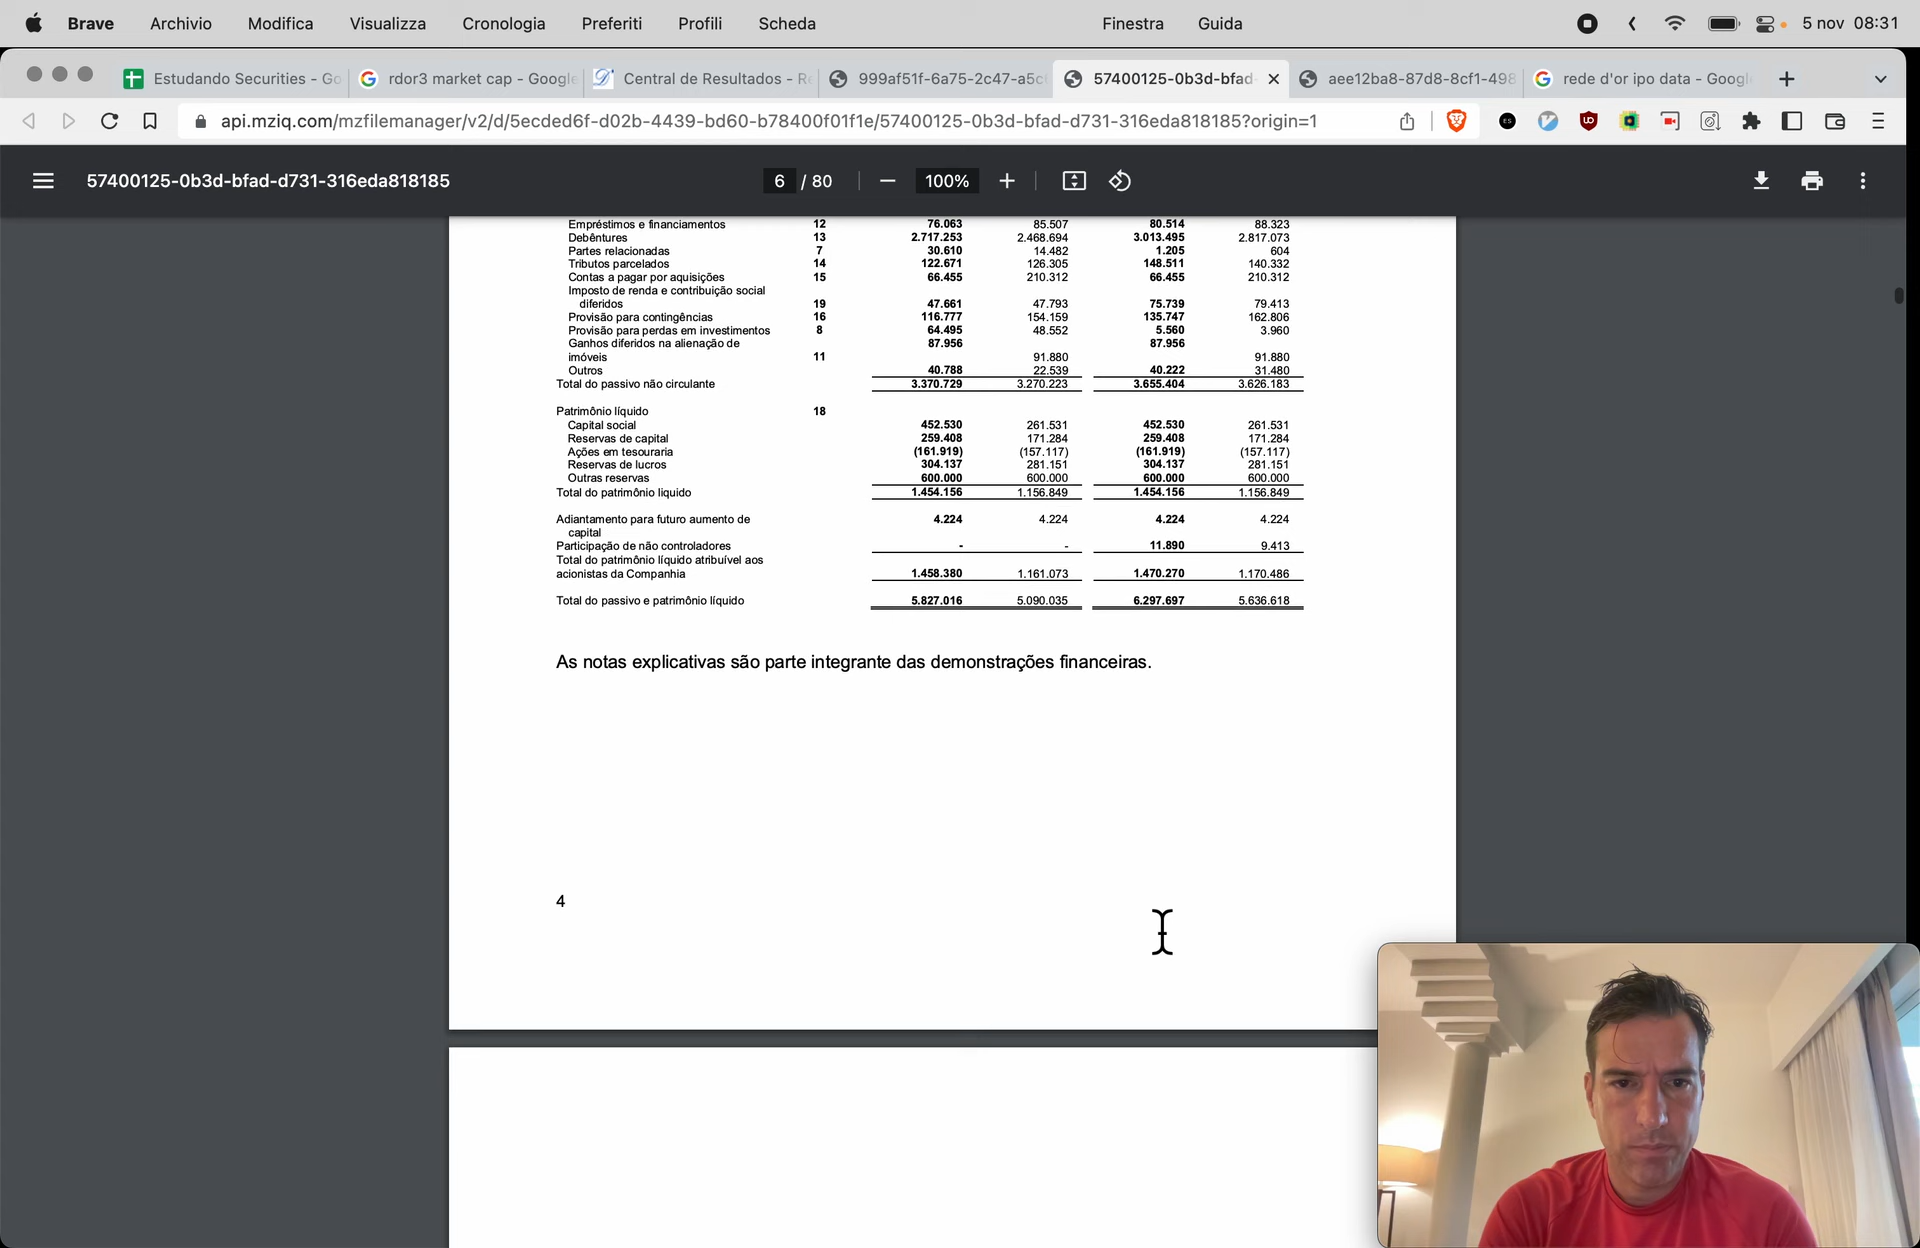 Brave Archivio Modifica Visualizza Cronologia Preferiti Profili Scheda Finestra Guida 5 nov 08:31
Estudando Securities - Go rdor3 market cap - Google Central de Resultados - Re 999af51f-6a75-2c47-a5c 57400125-0b3d-bfad- aee12ba8-87d8-8cf1-498 rede d'or ipo data - Google
api.mziq.com/mzfilemanager/v2/d/5ecded6f-d02b-4439-bd60-b78400f01f1e/57400125-0b3d-bfad-d731-316eda818185?origin=1
57400125-0b3d-bfad-d731-316eda818185 6 / 80 100%
Empréstimos e financiamentos 12 76.063 85.507 80.514 88.323
Debêntures 13 2.717.253 2.468.694 3.013.495 2.817.073
Partes relacionadas 7 30.610 14.482 1.205 604
Tributos parcelados 14 122.671 126.305 148.511 140.332
Contas a pagar por aquisições 15 66.455 210.312 66.455 210.312
Imposto de renda e contribuição social
diferidos 19 47.661 47.793 75.739 79.413
Provisão para contingências 16 116.777 154.159 135.747 162.806
Provisão para perdas em investimentos 8 64.495 48.552 5.560 3.960
Ganhos diferidos na alienação de 87.956 87.956
imóveis 11 91.880 91.880
Outros 40.788 22.539 40.222 31.480
Total do passivo não circulante 3.370.729 3.270.223 3.655.404 3.626.183
Patrimônio líquido 18
Capital social 452.530 261.531 452.530 261.531
Reservas de capital 259.408 171.284 259.408 171.284
Ações em tesouraria (161.919) (157.117) (161.919) (157.117)
Reservas de lucros 304.137 281.151 304.137 281.151
Outras reservas 600.000 600.000 600.000 600.000
Total do patrimônio liquido 1.454.156 1.156.849 1.454.156 1.156.849
Adiantamento para futuro aumento de 4.224 4.224 4.224 4.224
capital
Participação de não controladores - - 11.890 9.413
Total do patrimônio líquido atribuível aos
acionistas da Companhia 1.458.380 1.161.073 1.470.270 1.170.486
Total do passivo e patrimônio líquido 5.827.016 5.090.035 6.297.697 5.636.618
As notas explicativas são parte integrante das demonstrações financeiras.
4